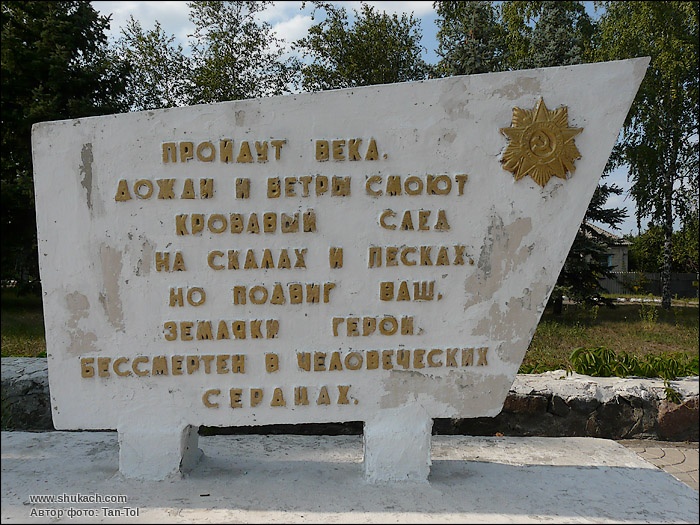 ПРОЙДУТ ВЕКА.
ДОЖДИ И ВЕТРЫ СМОЮТ
КРОВАВЫЙ СЛЕД
НА СКАЛАХ И ПЕСКАХ.
НО ПОДВИГ ВАШ,
ЗЕМЛЯКИ ГЕРОИ.
БЕССМЕРТЕН В ЧЕЛОВЕЧЕСКИХ
СЕРДЦАХ.
www.shukach.com
Автор фото: Tan-Tol